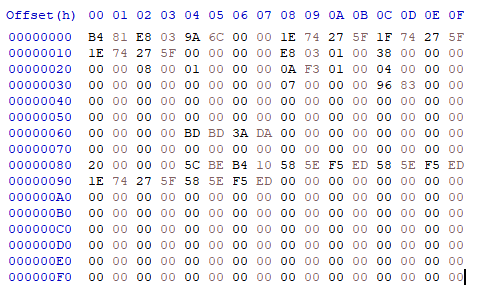 Offset(h) 00 01 02 03 04 05 06 07 08 09 0A 0B 0C 0D 0E 0F
00000000 B4 81 E8 03 9A 6C 00 00 1E 74 27 5F 1F 74 27 5F
00000010 1E 74 27 5F 00 00 00 00 E8 03 01 00 38 00 00 00
00000020 00 00 08 00 01 00 00 00 0A F3 01 00 04 00 00 00
00000030 00 00 00 00 00 00 00 00 07 00 00 00 96 83 00 00
00000040 00 00 00 00 00 00 00 00 00 00 00 00 00 00 00 00
00000050 00 00 00 00 00 00 00 00 00 00 00 00 00 00 00 00
00000060 00 00 00 00 BD BD 3A DA 00 00 00 00 00 00 00 00
00000070 00 00 00 00 00 00 00 00 00 00 00 00 00 00 00 00
00000080 20 00 00 00 5C BE B4 10 58 5E F5 ED 58 5E F5 ED
00000090 1E 74 27 5F 58 5E F5 ED 00 00 00 00 00 00 00 00
000000A0 00 00 00 00 00 00 00 00 00 00 00 00 00 00 00 00
000000B0 00 00 00 00 00 00 00 00 00 00 00 00 00 00 00 00
000000C0 00 00 00 00 00 00 00 00 00 00 00 00 00 00 00 00
000000D0 00 00 00 00 00 00 00 00 00 00 00 00 00 00 00 00
000000E0 00 00 00 00 00 00 00 00 00 00 00 00 00 00 00 00
000000F0 00 00 00 00 00 00 00 00 00 00 00 00 00 00 00 00